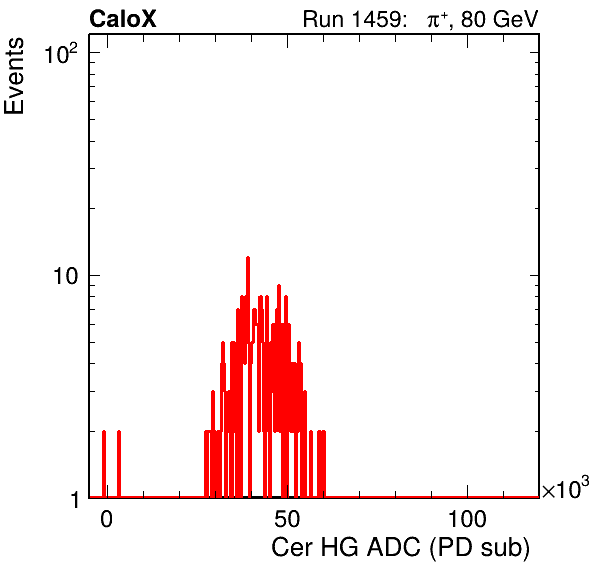 CaloX Run 1459: π⁺, 80 GeV
Events
10²
10
1
0 50 100 ×10³
Cer HG ADC (PD sub)